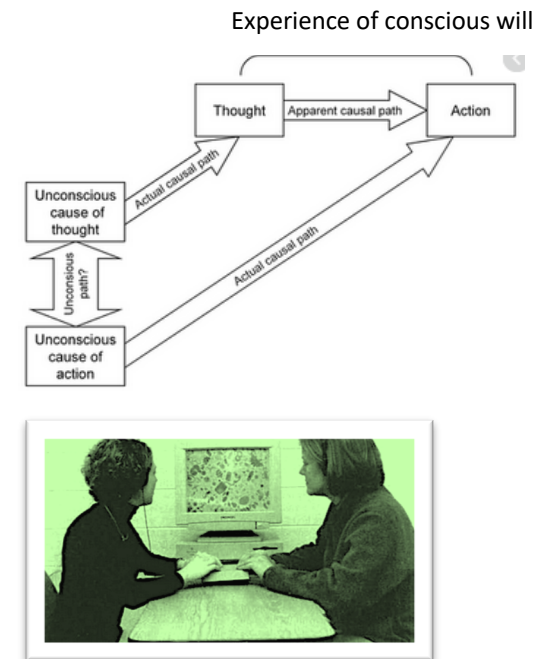 Experience of conscious will
Thought
Apparent causal path
Action
Actual causal path
Unconscious
cause of
thought
Unconsious
path?
Actual causal path
Unconscious
cause of
action